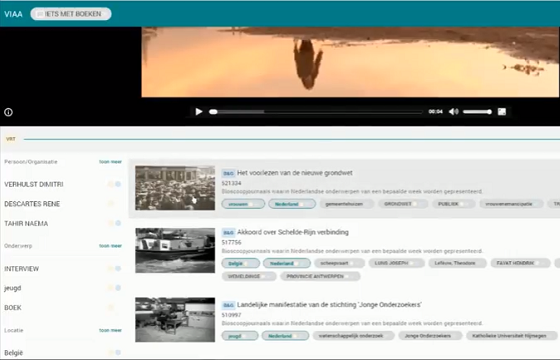 VIAA IETS MET BOEKEN
00:04
VRT
Persoon/Organisatie toon meer
VERHULST DIMITRI
DESCARTES RENE
TAHIR NAEMA
Onderwerp toon meer
INTERVIEW
jeugd
BOEK
Locatie toon meer
België
B&G Het voorlezen van de nieuwe grondwet
521334
Bioscoopjournaals waarin Nederlandse onderwerpen van een bepaalde week worden gepresenteerd.
vrouwen Nederland gemeentehuizen GRONDWET PUBLIEK vrouwenemancipatie
B&G Akkoord over Schelde-Rijn verbinding
517756
Bioscoopjournaals waarin Nederlandse onderwerpen van een bepaalde week worden gepresenteerd.
België Nederland scheepvaart LUNS JOSEPH Lefevre, Theodore FAYAT HENDRIK
WERELDWIJDE PROVINCIE ANTWERPEN
B&G Landelijke manifestatie van de stichting 'Jonge Onderzoekers'
510997
Bioscoopjournaals waarin Nederlandse onderwerpen van een bepaalde week worden gepresenteerd.
jeugd Nederland wetenschappelijk onderzoek Jonge Onderzoekers Katholieke Universiteit Nijmegen